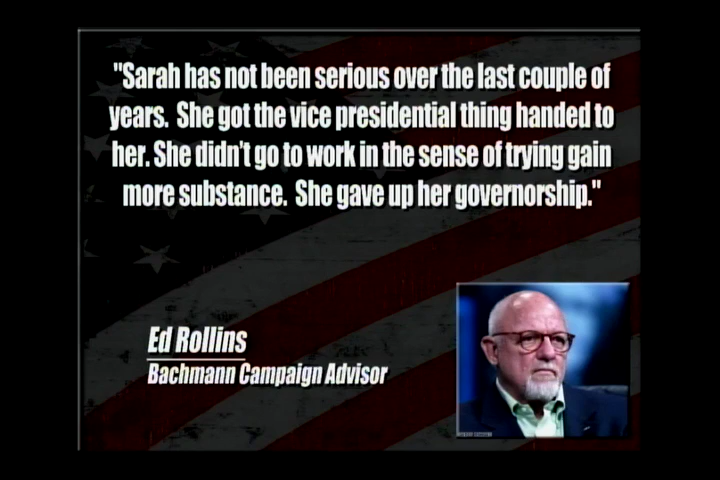 "Sarah has not been serious over the last couple of
years. She got the vice presidential thing handed to
her. She didn't go to work in the sense of trying gain
more substance. She gave up her governorship."
Ed Rollins
Bachmann Campaign Advisor